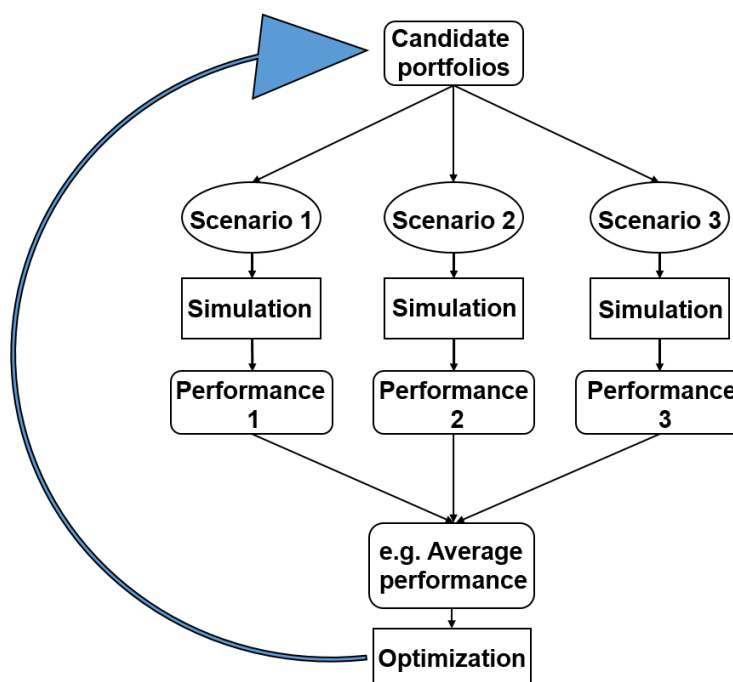 Candidate
portfolios
Scenario 1
Scenario 2
Scenario 3
Simulation
Simulation
Simulation
Performance
1
Performance
2
Performance
3
e.g. Average
performance
Optimization